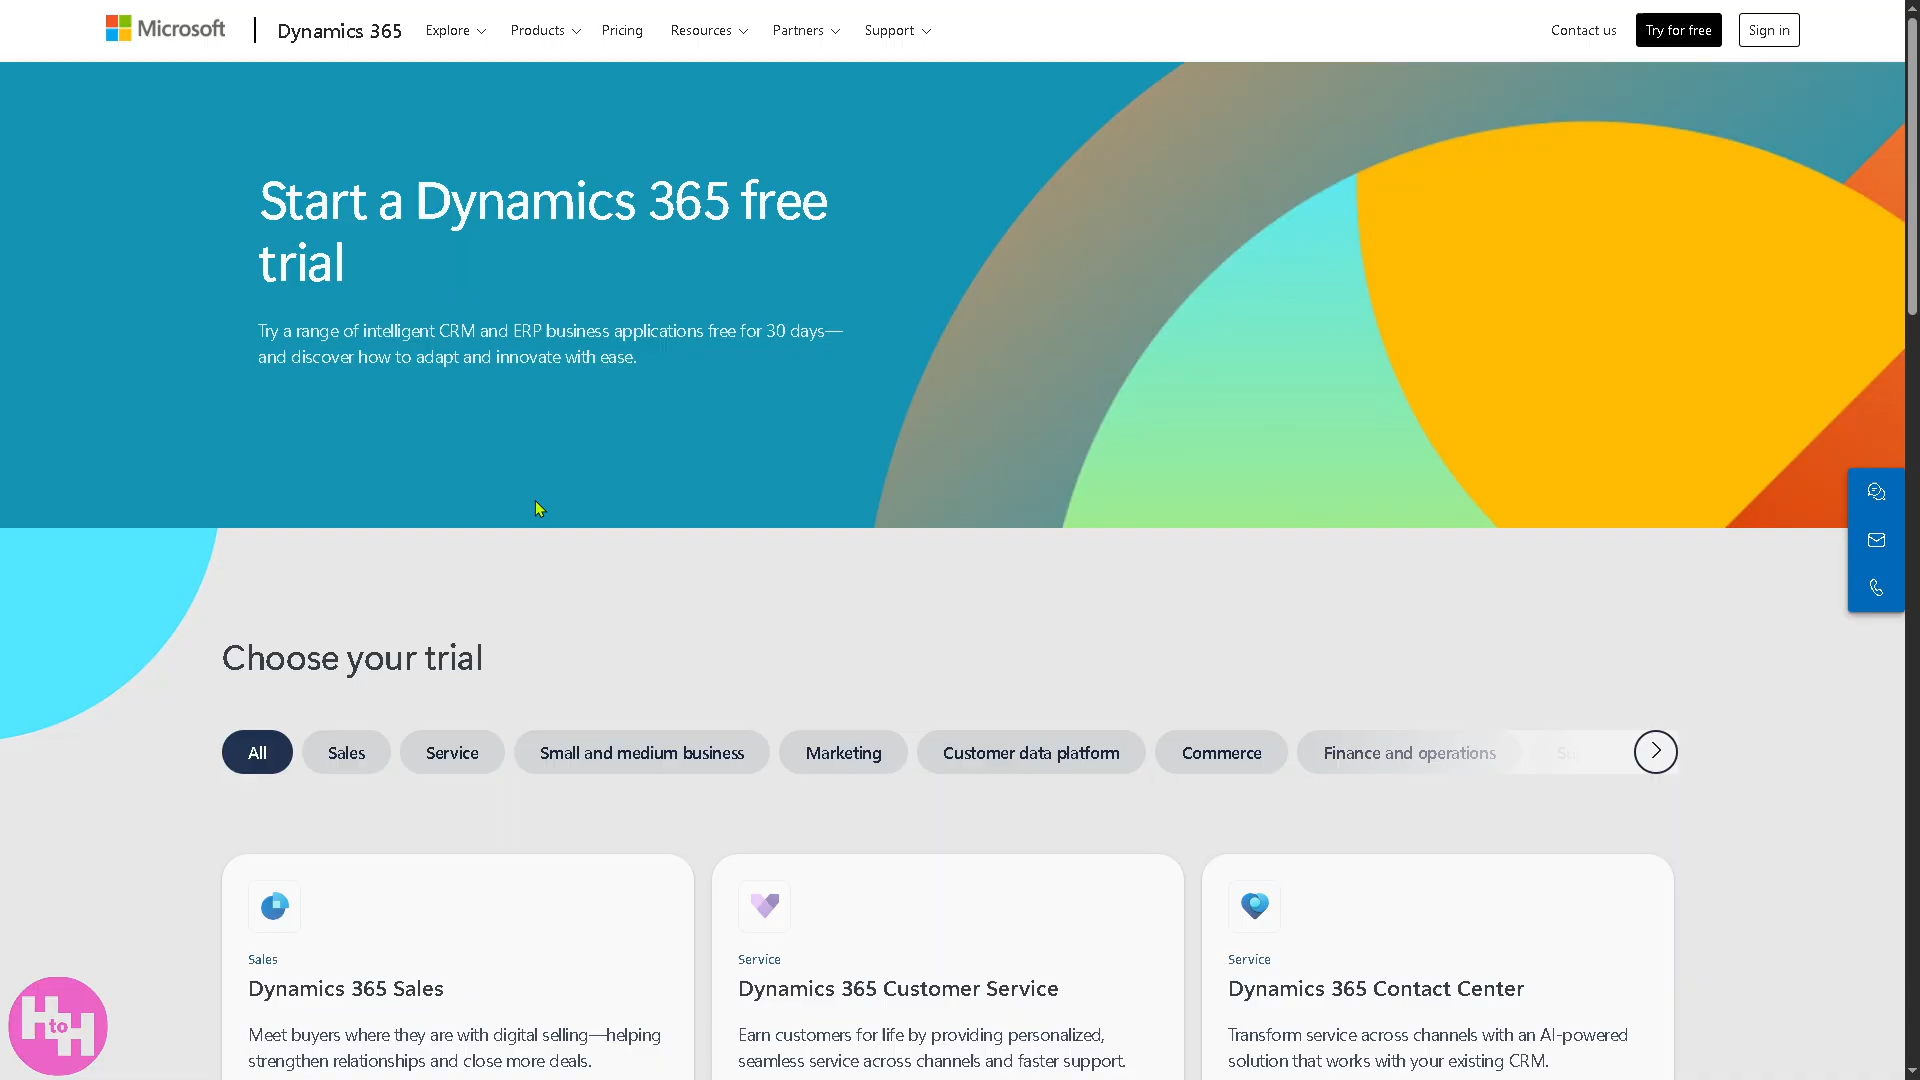 Microsoft
Dynamics 365
Explore
Products
Pricing
Resources
Partners
Support
Contact us
Try for free
Sign in
Start a Dynamics 365 free
trial
Try a range of intelligent CRM and ERP business applications free for 30 days—
and discover how to adapt and innovate with ease.
Choose your trial
All
Sales
Service
Small and medium business
Marketing
Customer data platform
Commerce
Finance and operations
Sales
Dynamics 365 Sales
Meet buyers where they are with digital selling—helping
strengthen relationships and close more deals.
Service
Dynamics 365 Customer Service
Earn customers for life by providing personalized,
seamless service across channels and faster support.
Service
Dynamics 365 Contact Center
Transform service across channels with an AI-powered
solution that works with your existing CRM.
H to H